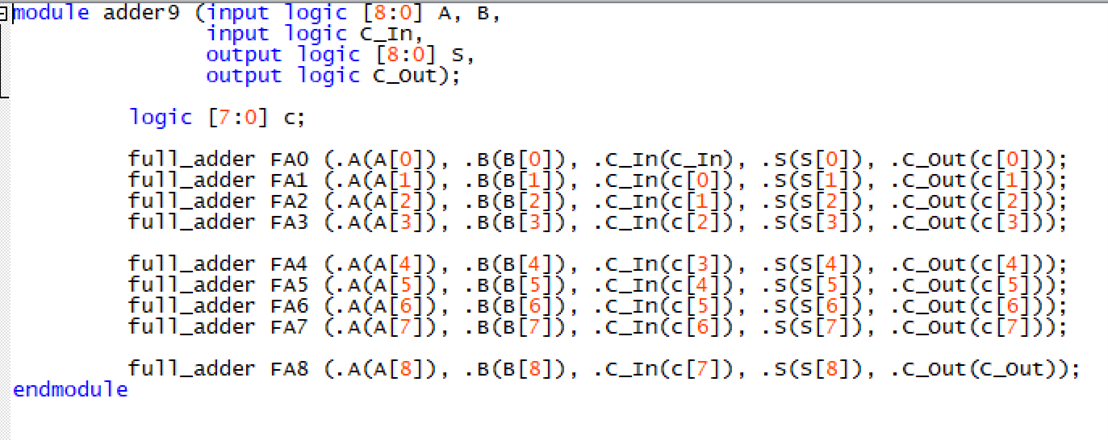 module adder9 (input logic [8:0] A, B,
input logic C_In,
output logic [8:0] S,
output logic C_Out);
logic [7:0] c;
full_adder FA0 (.A(A[0]), .B(B[0]), .C_In(C_In), .S(S[0]), .C_Out(c[0]));
full_adder FA1 (.A(A[1]), .B(B[1]), .C_In(c[0]), .S(S[1]), .C_Out(c[1]));
full_adder FA2 (.A(A[2]), .B(B[2]), .C_In(c[1]), .S(S[2]), .C_Out(c[2]));
full_adder FA3 (.A(A[3]), .B(B[3]), .C_In(c[2]), .S(S[3]), .C_Out(c[3]));
full_adder FA4 (.A(A[4]), .B(B[4]), .C_In(c[3]), .S(S[4]), .C_Out(c[4]));
full_adder FA5 (.A(A[5]), .B(B[5]), .C_In(c[4]), .S(S[5]), .C_Out(c[5]));
full_adder FA6 (.A(A[6]), .B(B[6]), .C_In(c[5]), .S(S[6]), .C_Out(c[6]));
full_adder FA7 (.A(A[7]), .B(B[7]), .C_In(c[6]), .S(S[7]), .C_Out(c[7]));
full_adder FA8 (.A(A[8]), .B(B[8]), .C_In(c[7]), .S(S[8]), .C_Out(C_Out));
endmodule